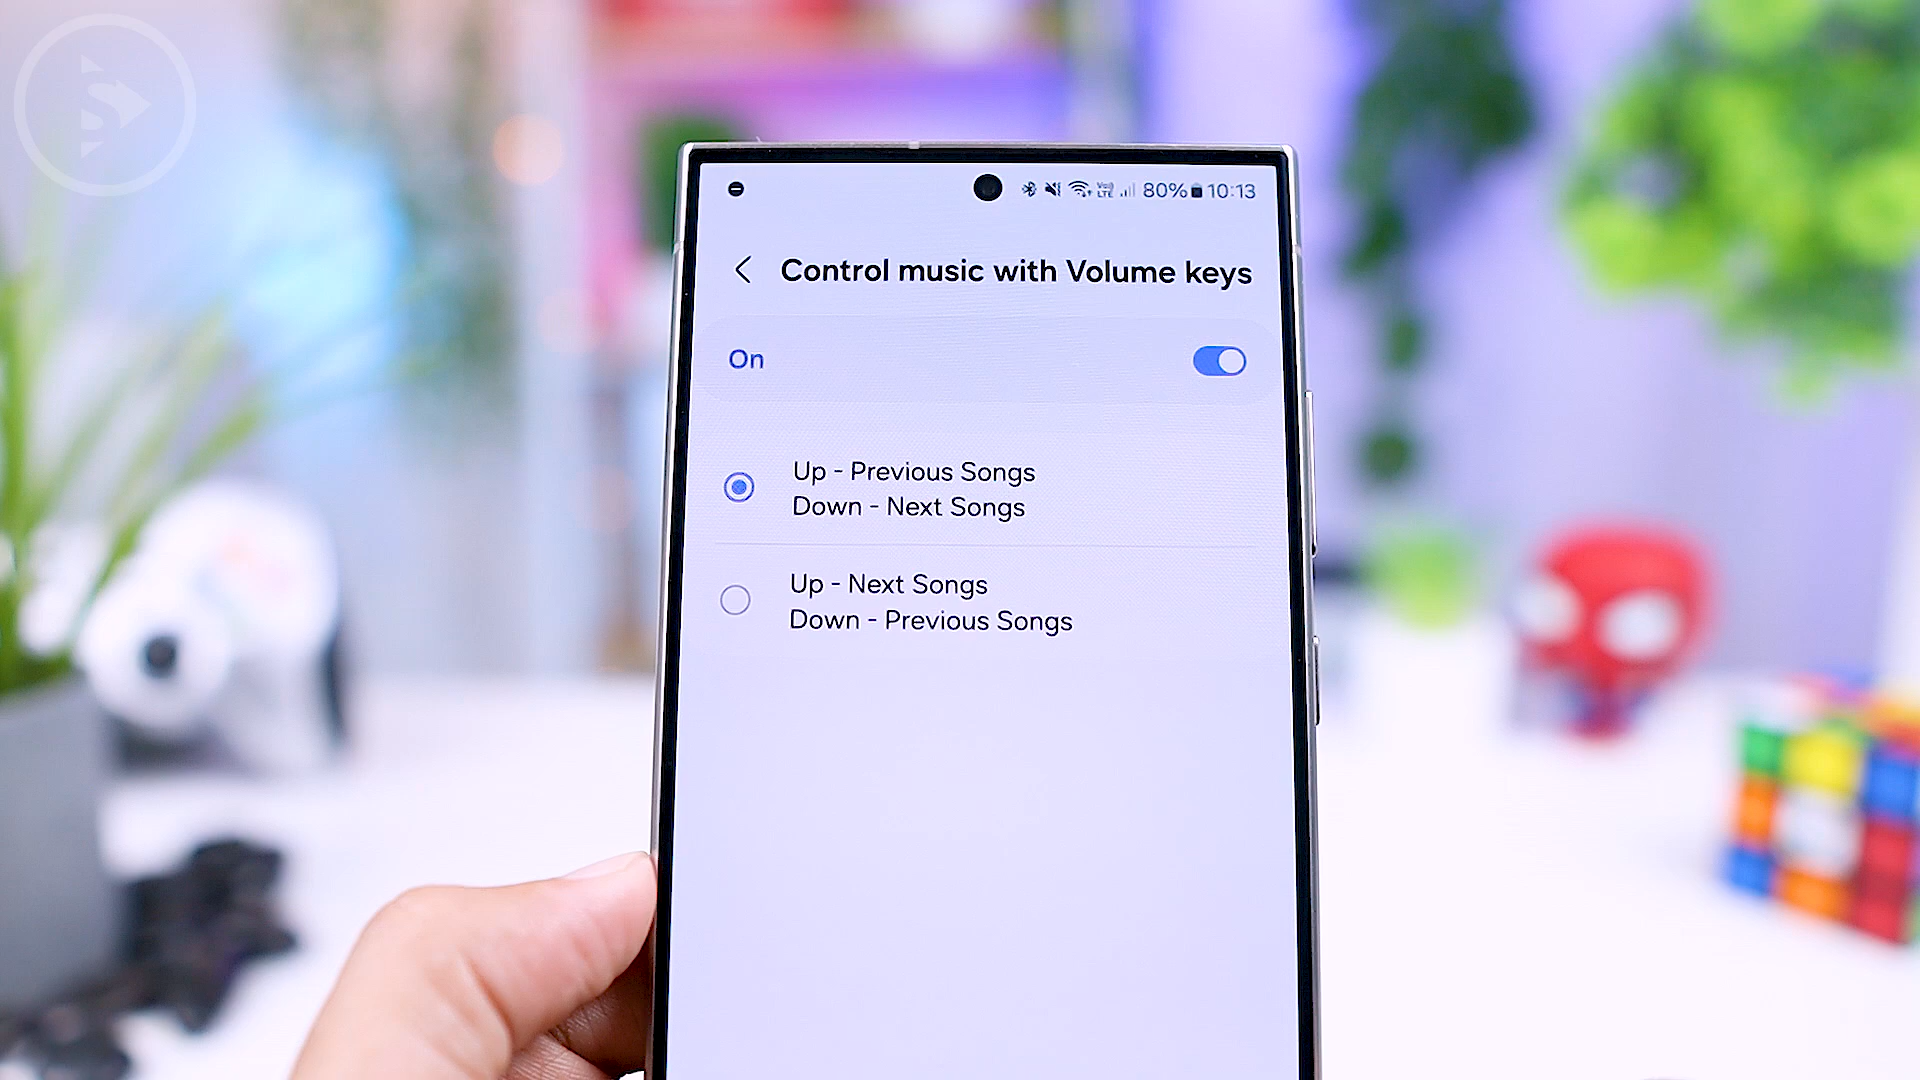 80% 10:13
Control music with Volume keys
On
Up - Previous Songs
Down - Next Songs
Up - Next Songs
Down - Previous Songs